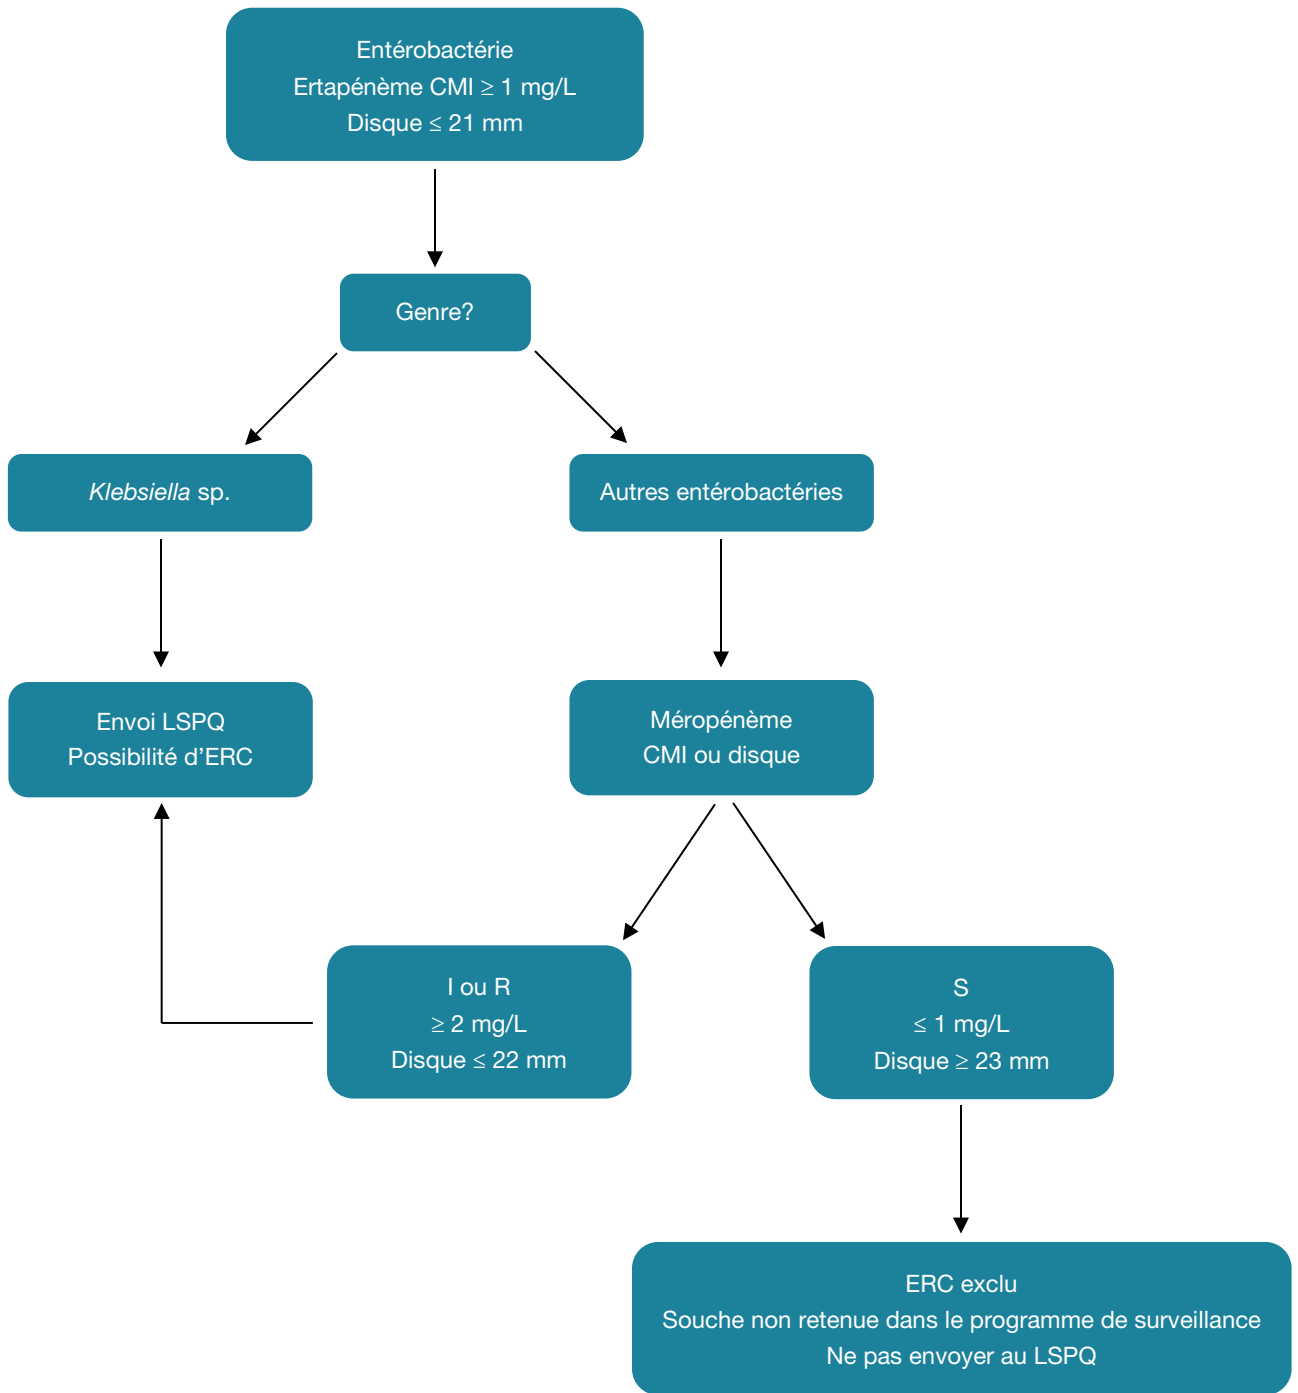 Entérobactérie
Ertapénème CMI ≥ 1 mg/L
Disque ≤ 21 mm
Genre?
Klebsiella sp.
Autres entérobactéries
Envoi LSPQ
Possibilité d’ERC
Méropénème
CMI ou disque
I ou R
≥ 2 mg/L
Disque ≤ 22 mm
S
≤ 1 mg/L
Disque ≥ 23 mm
ERC exclu
Souche non retenue dans le programme de surveillance
Ne pas envoyer au LSPQ